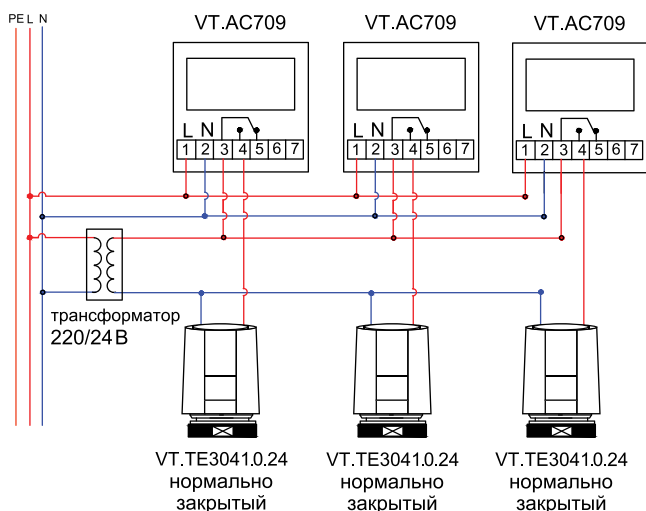 PE L N
VT.AC709 VT.AC709 VT.AC709
L N L N L N
1 2 3 4 5 6 7 1 2 3 4 5 6 7 1 2 3 4 5 6 7
трансформатор
220/24 В
VT.TE3041.0.24 VT.TE3041.0.24 VT.TE3041.0.24
нормально нормально нормально
закрытый закрытый закрытый